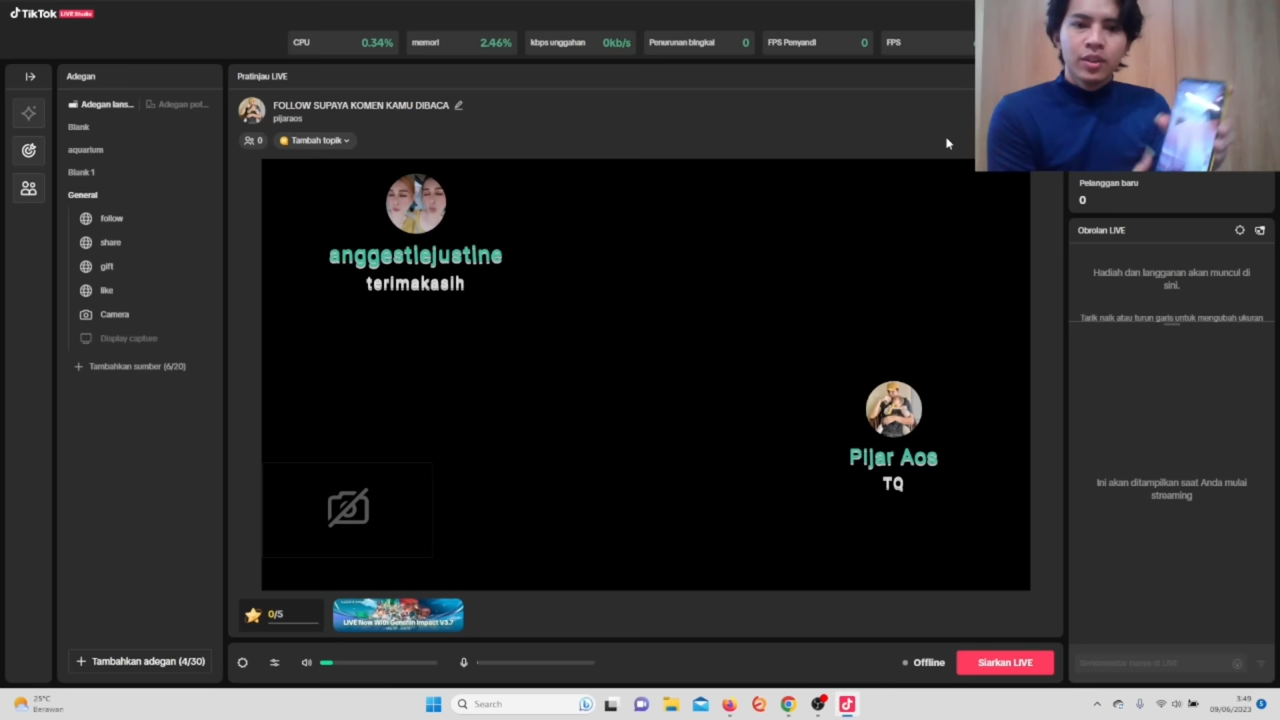 TikTok LIVE Studio
CPU 0.34%
memori 2.46%
kbps unggahan 0kb/s
Penurunan bingkai 0
FPS Penyandi 0
FPS
Adegan
Adegan lans...
Adegan pot...
Blank
aquarium
Blank 1
General
follow
share
gift
like
Camera
Display capture
Tambahkan sumber (6/20)
Tambahkan adegan (4/30)
Pratinjau LIVE
FOLLOW SUPAYA KOMEN KAMU DIBACA
pijaraos
0
Tambah topik
anggestiejustine
terimakasih
Pijar Aos
TQ
0/5
LIVE Now With Genshin Impact V3.7
Offline
Siarkan LIVE
Pelanggan baru
0
Obrolan LIVE
Hadiah dan langganan akan muncul di
sini.
Tarik naik atau turun garis untuk mengubah ukuran
Ini akan ditampilkan saat Anda mulai
streaming
25°C
Berawan
Search
3:49
09/06/2023
5